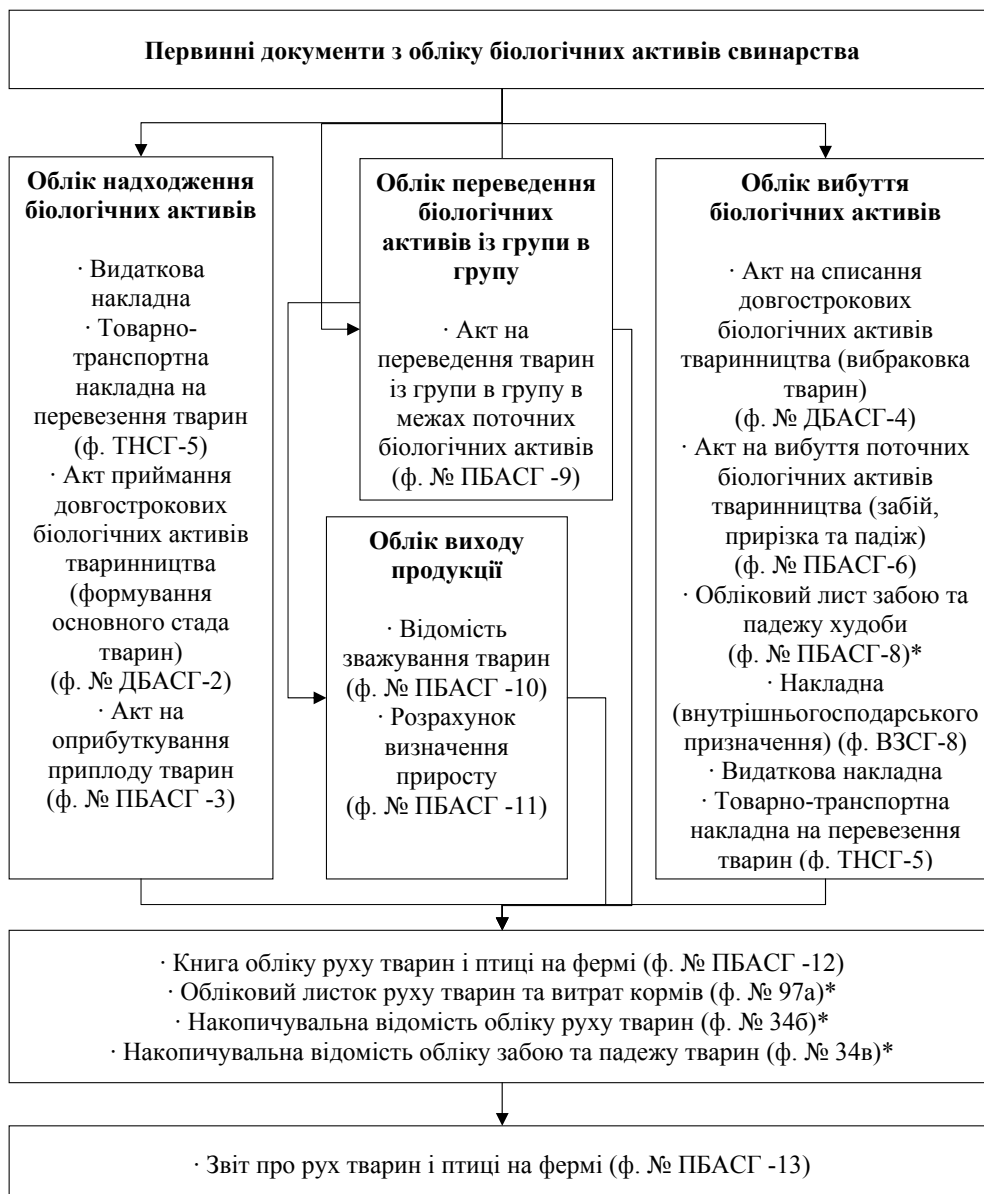 Первинні документи з обліку біологічних активів свинарства
Облік надходження
біологічних активів
· Видаткова
накладна
· Товарно-
транспортна
накладна на
перевезення тварин
(ф. ТНСГ-5)
· Акт приймання
довгострокових
біологічних активів
тваринництва
(формування
основного стада
тварин)
(ф. № ДБАСГ-2)
· Акт на
оприбуткування
приплоду тварин
(ф. № ПБАСГ -3)
Облік переведення
біологічних
активів із групи в
групу
· Акт на
переведення тварин
із групи в групу в
межах поточних
біологічних активів
(ф. № ПБАСГ -9)
Облік виходу
продукції
· Відомість
зважування тварин
(ф. № ПБАСГ -10)
· Розрахунок
визначення
приросту
(ф. № ПБАСГ -11)
Облік вибуття
біологічних активів
· Акт на списання
довгострокових
біологічних активів
тваринництва (вибраковка
тварин)
(ф. № ДБАСГ-4)
· Акт на вибуття поточних
біологічних активів
тваринництва (забій,
прирізка та падіж)
(ф. № ПБАСГ-6)
· Обліковий лист забою та
падежу худоби
(ф. № ПБАСГ-8)*
· Накладна
(внутрішньогосподарського
призначення) (ф. ВЗСГ-8)
· Видаткова накладна
· Товарно-транспортна
накладна на перевезення
тварин (ф. ТНСГ-5)
· Книга обліку руху тварин і птиці на фермі (ф. № ПБАСГ -12)
· Обліковий листок руху тварин та витрат кормів (ф. № 97а)*
· Накопичувальна відомість обліку руху тварин (ф. № 34б)*
· Накопичувальна відомість обліку забою та падежу тварин (ф. № 34в)*
· Звіт про рух тварин і птиці на фермі (ф. № ПБАСГ -13)